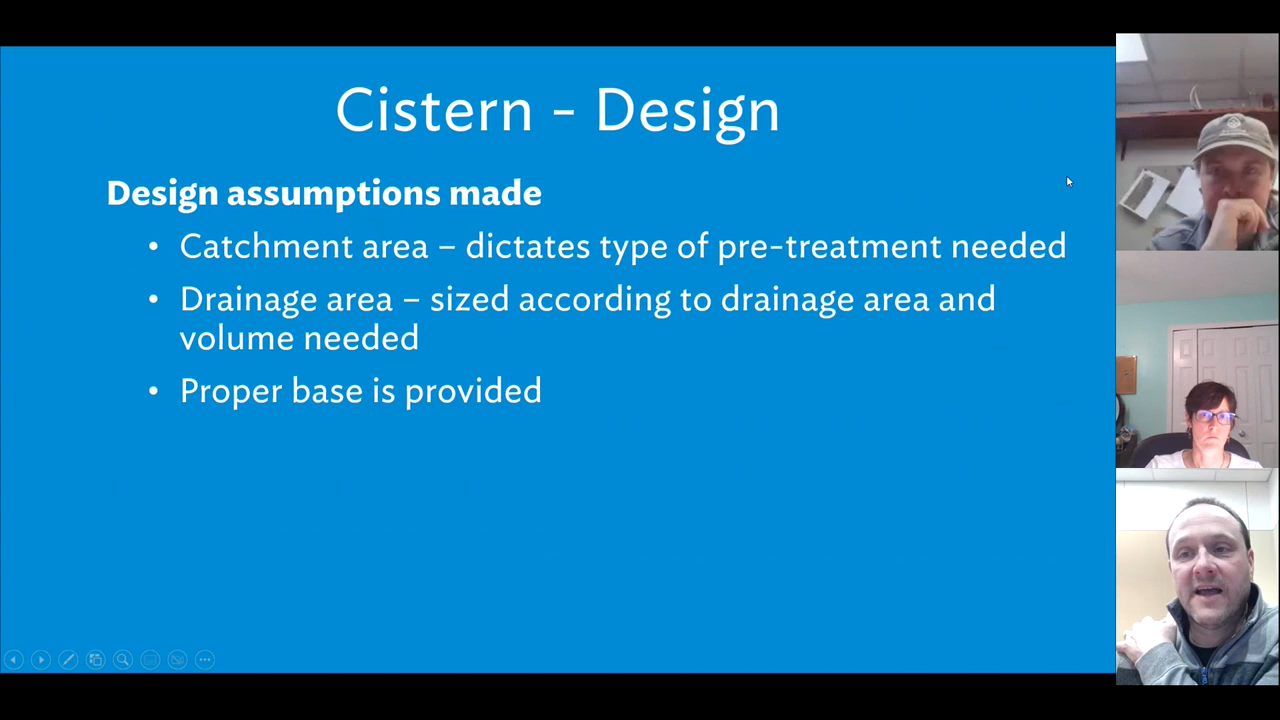 Cistern – Design
Design assumptions made
• Catchment area – dictates type of pre-treatment needed
• Drainage area – sized according to drainage area and
volume needed
• Proper base is provided